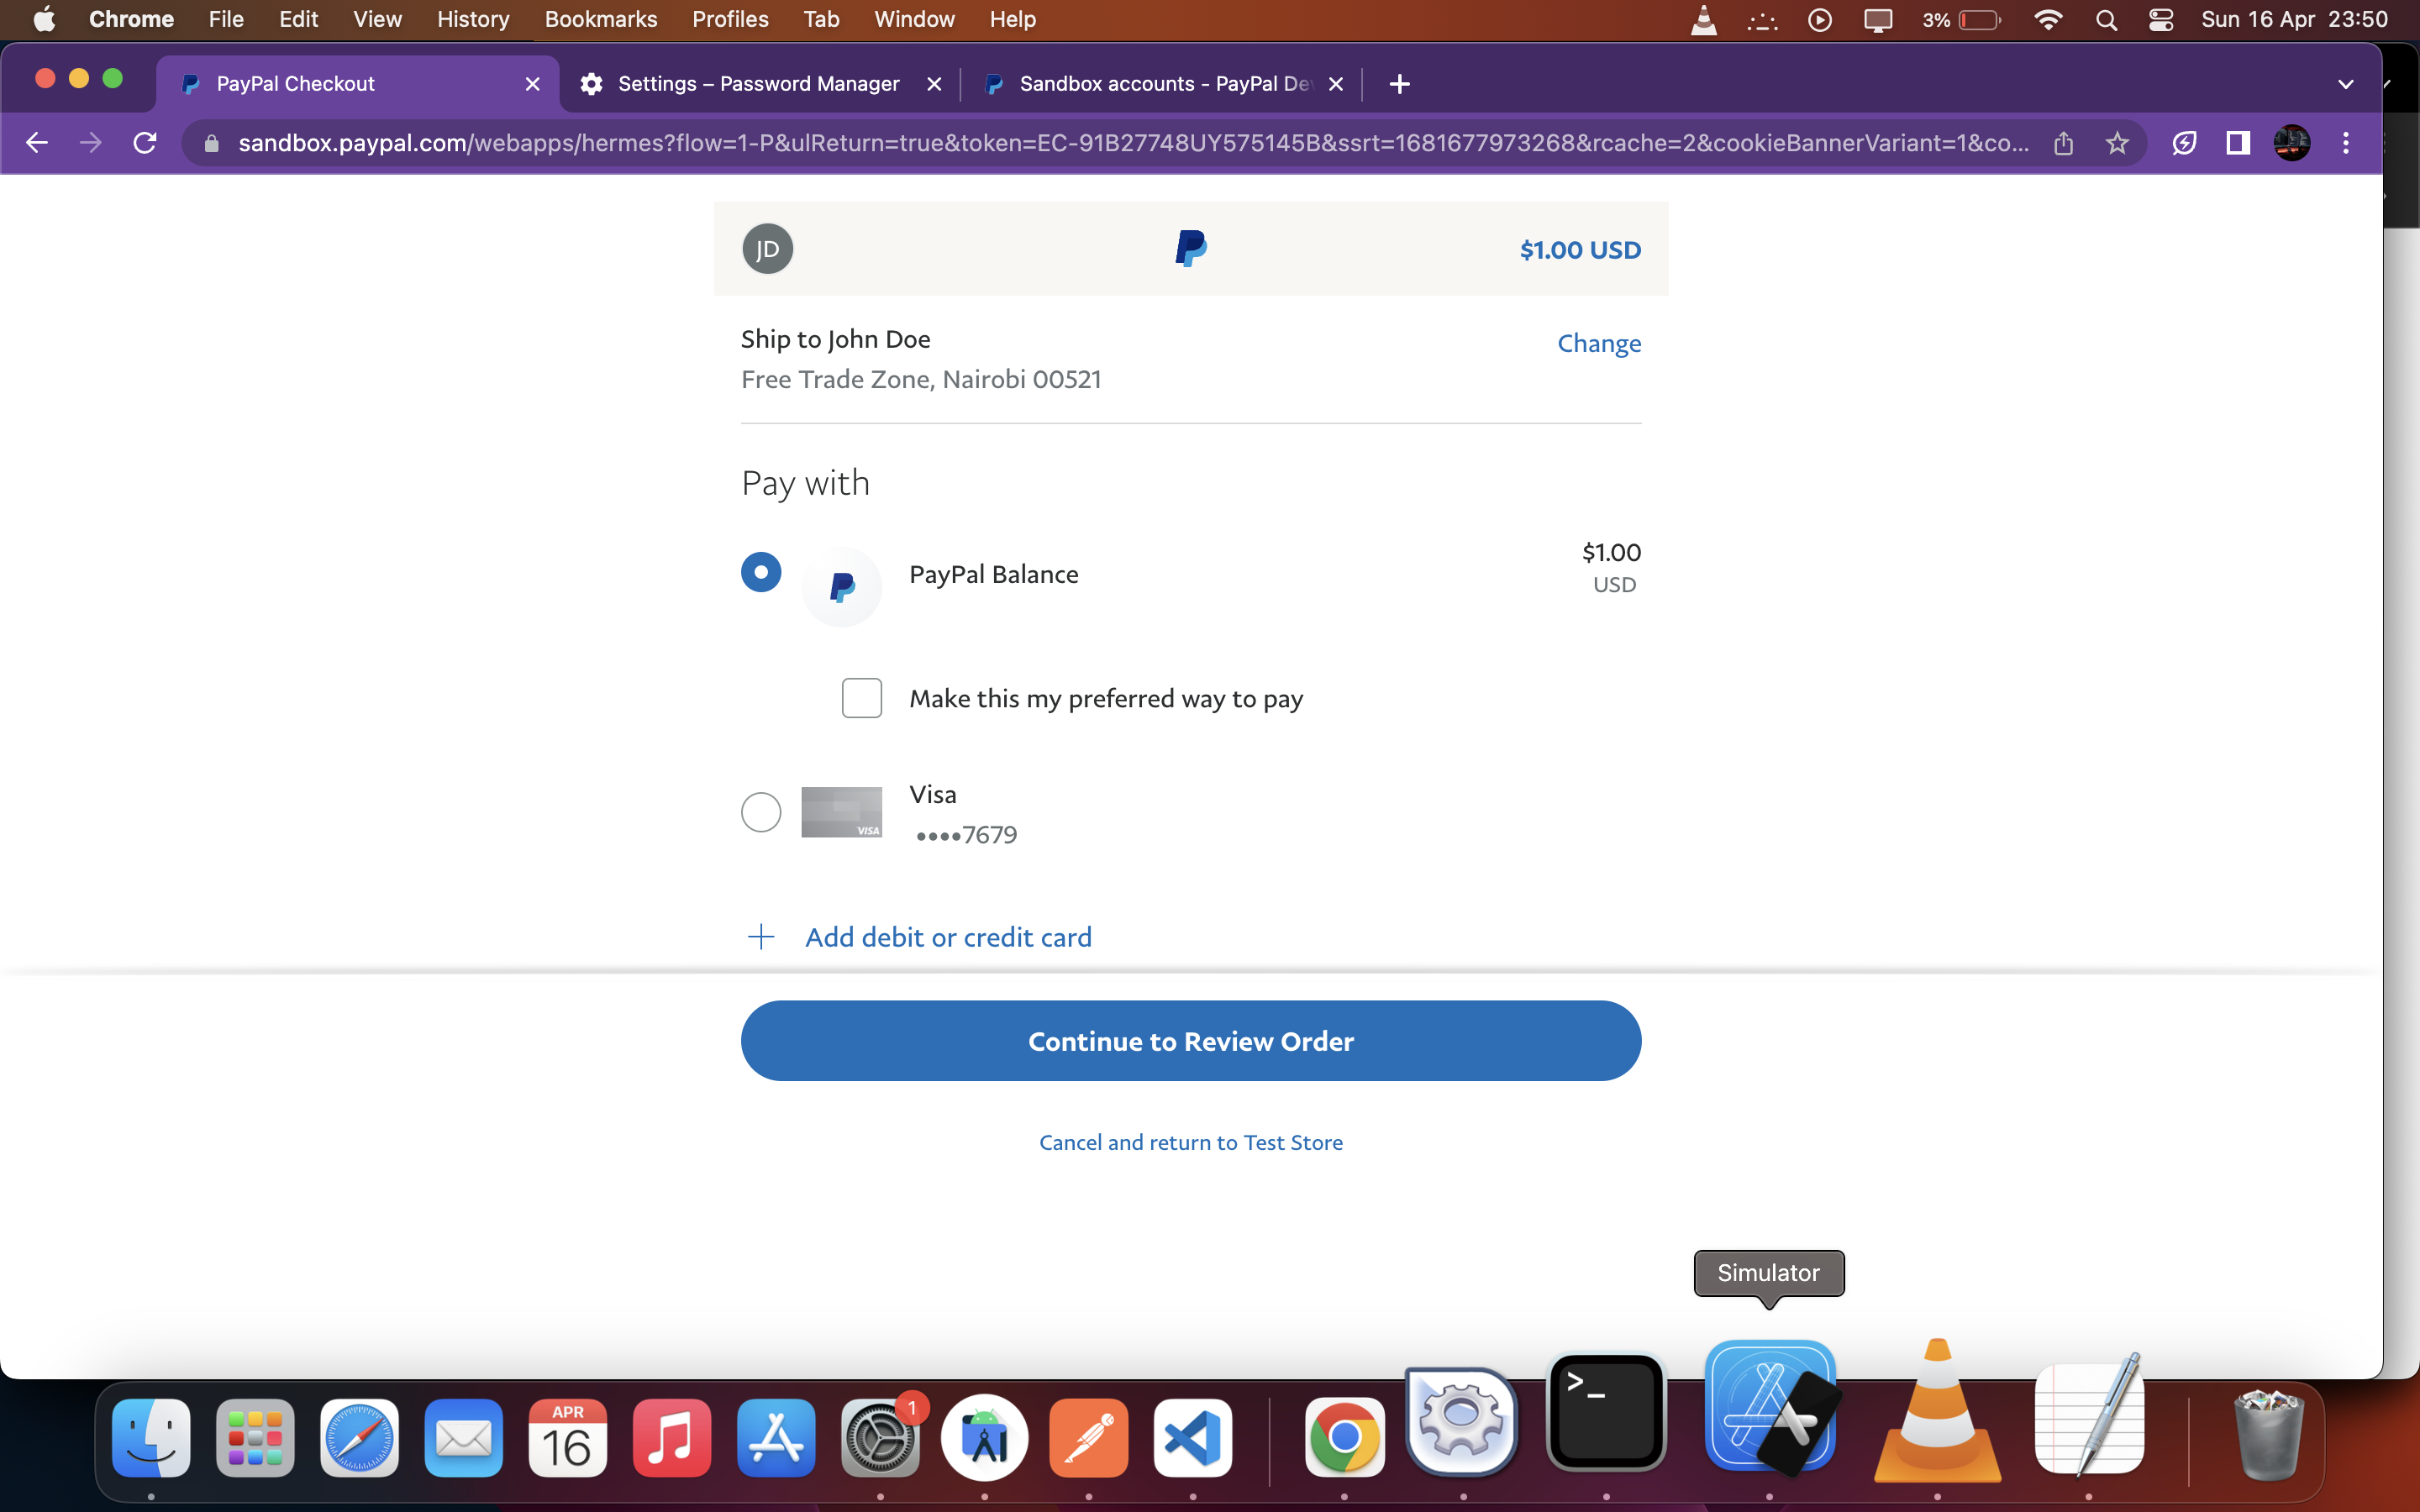 Chrome File Edit View History Bookmarks Profiles Tab Window Help 3% Sun 16 Apr 23:50
PayPal Checkout Settings – Password Manager Sandbox accounts - PayPal De
sandbox.paypal.com/webapps/hermes?flow=1-P&ulReturn=true&token=EC-91B27748UY575145B&ssrt=1681677973268&rcache=2&cookieBannerVariant=1&co...
JD $1.00 USD
Ship to John Doe Change
Free Trade Zone, Nairobi 00521
Pay with
PayPal Balance $1.00
USD
Make this my preferred way to pay
Visa
VISA
••••7679
Add debit or credit card
Continue to Review Order
Cancel and return to Test Store
Simulator
APR
16
1
>_